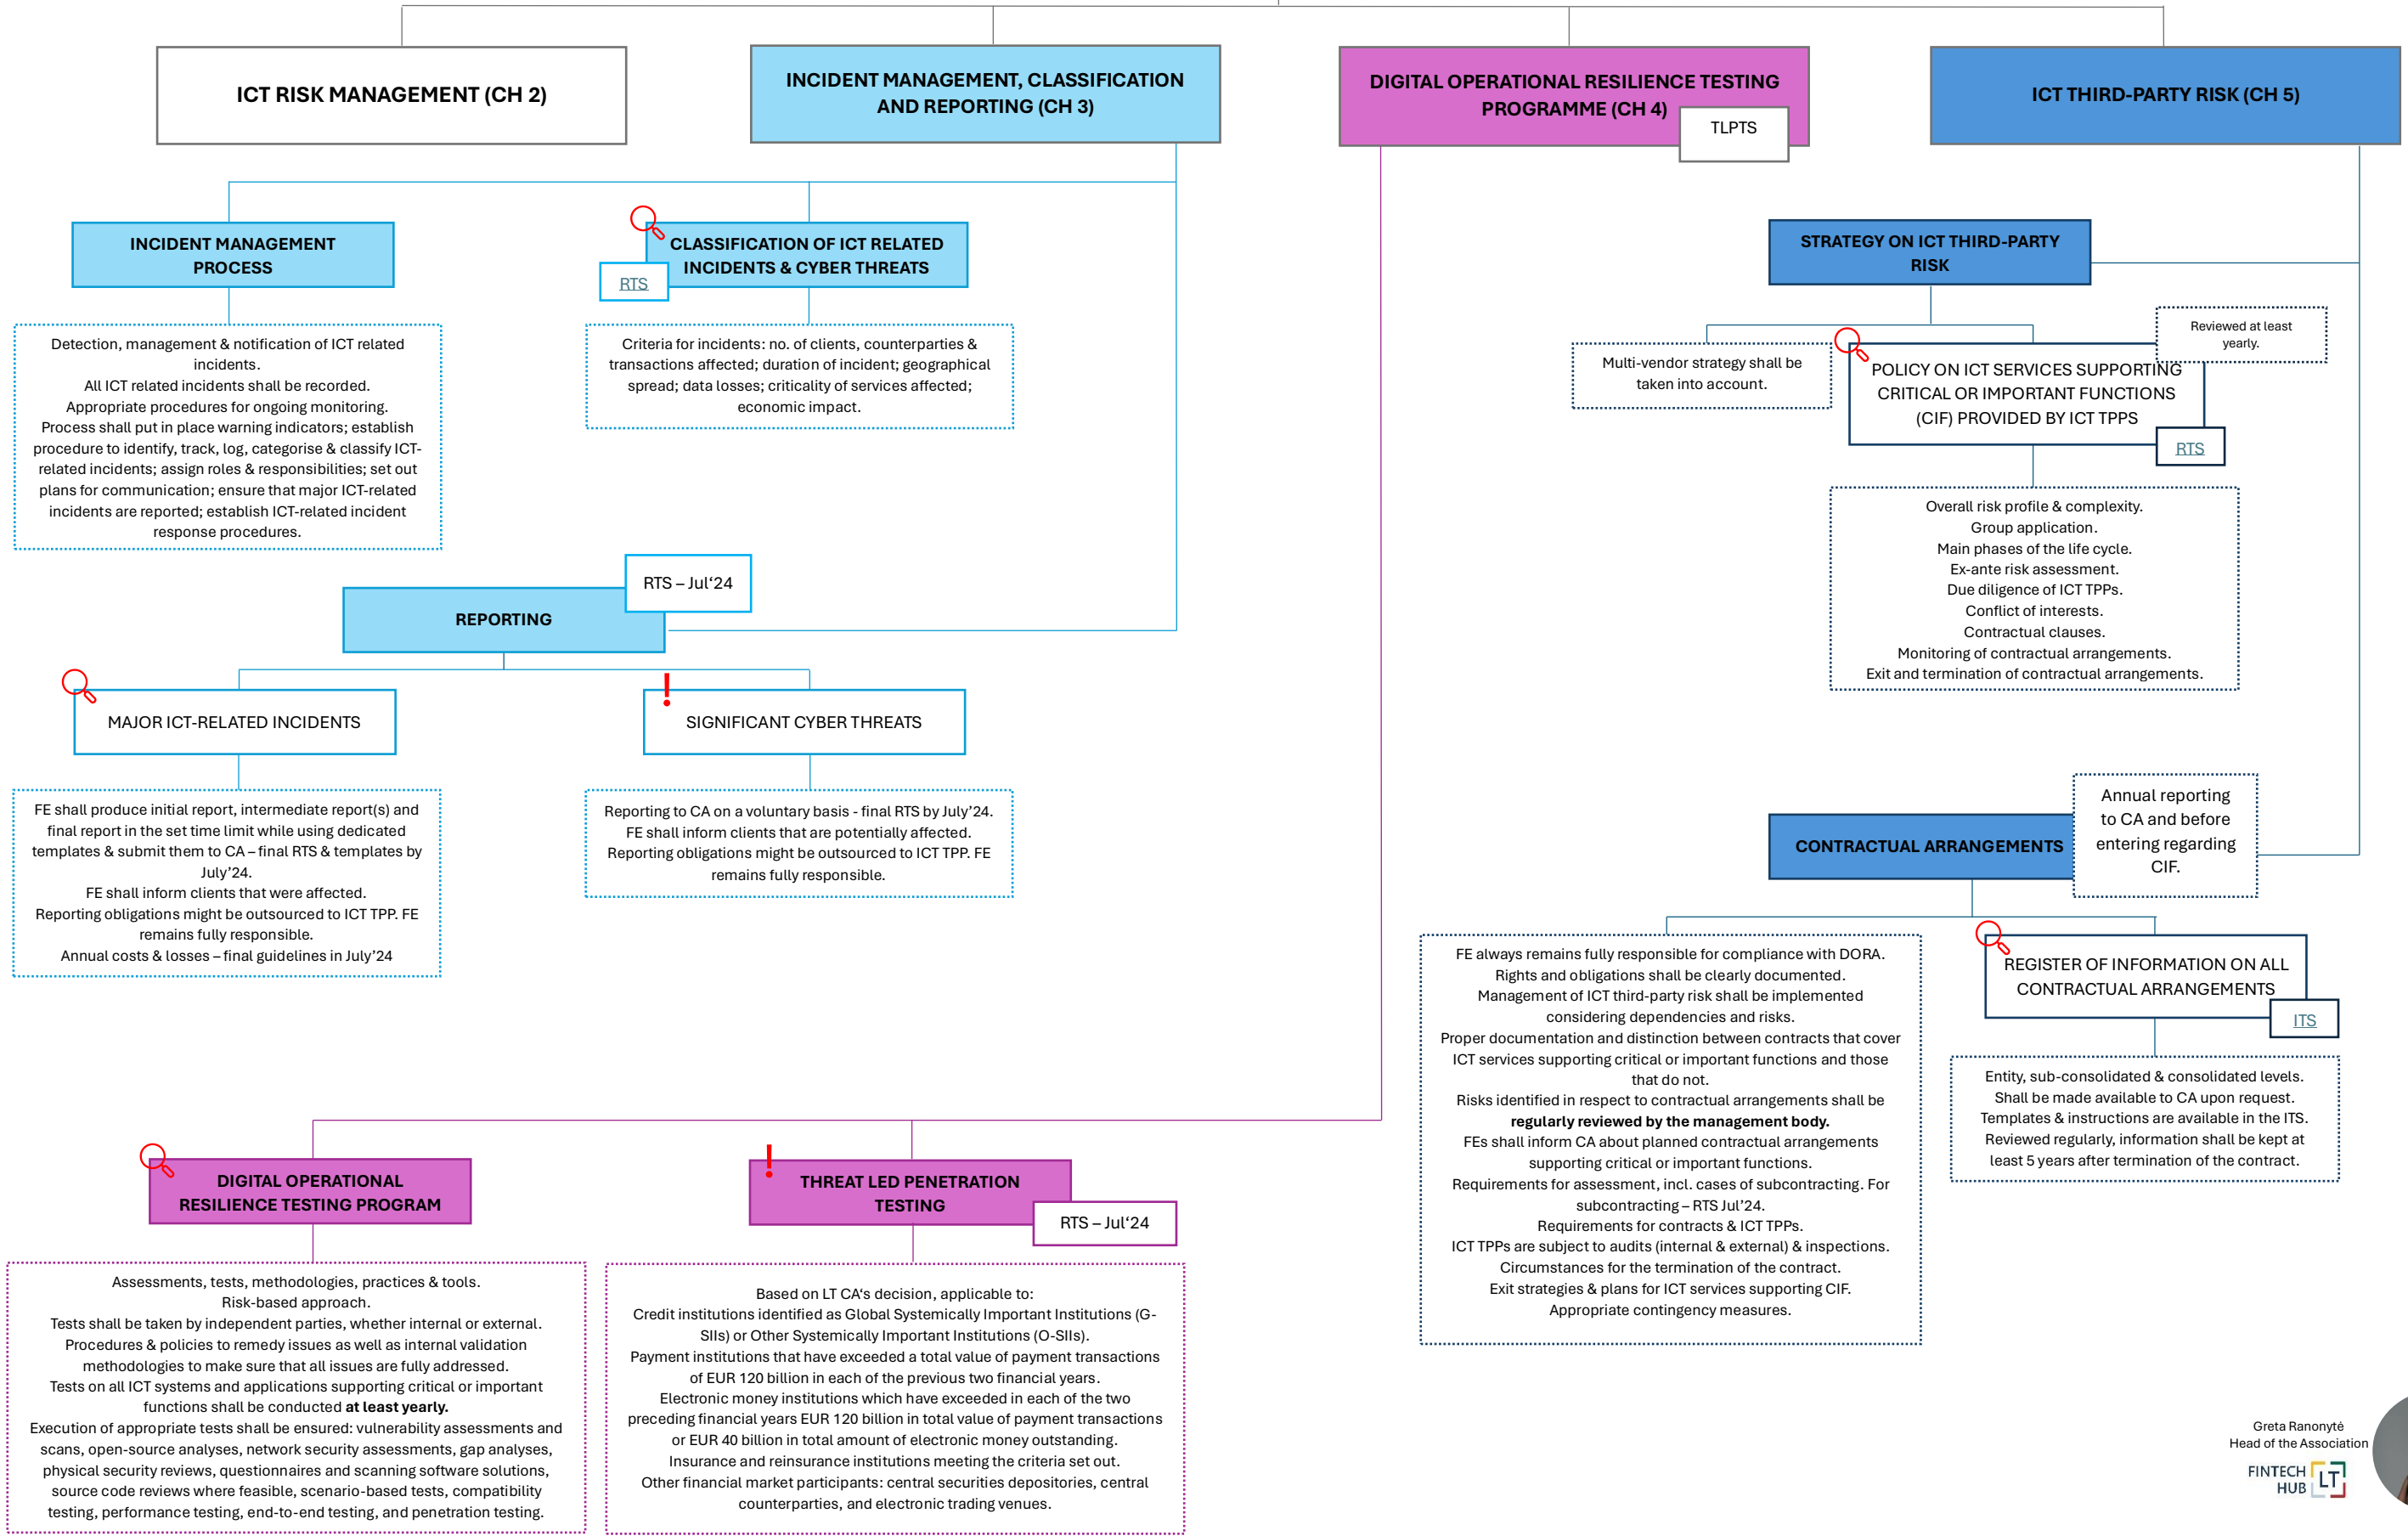 ICT RISK MANAGEMENT (CH 2)
INCIDENT MANAGEMENT, CLASSIFICATION
AND REPORTING (CH 3)
DIGITAL OPERATIONAL RESILIENCE TESTING
PROGRAMME (CH 4)
TLPTS
ICT THIRD-PARTY RISK (CH 5)
INCIDENT MANAGEMENT
PROCESS
CLASSIFICATION OF ICT RELATED
INCIDENTS & CYBER THREATS
RTS
Detection, management & notification of ICT related
incidents.
All ICT related incidents shall be recorded.
Appropriate procedures for ongoing monitoring.
Process shall put in place warning indicators; establish
procedure to identify, track, log, categorise & classify ICT-
related incidents; assign roles & responsibilities; set out
plans for communication; ensure that major ICT-related
incidents are reported; establish ICT-related incident
response procedures.
Criteria for incidents: no. of clients, counterparties &
transactions affected; duration of incident; geographical
spread; data losses; criticality of services affected;
economic impact.
REPORTING
RTS – Jul‘24
MAJOR ICT-RELATED INCIDENTS
SIGNIFICANT CYBER THREATS
FE shall produce initial report, intermediate report(s) and
final report in the set time limit while using dedicated
templates & submit them to CA – final RTS & templates by
July’24.
FE shall inform clients that were affected.
Reporting obligations might be outsourced to ICT TPP. FE
remains fully responsible.
Annual costs & losses – final guidelines in July’24
Reporting to CA on a voluntary basis - final RTS by July’24.
FE shall inform clients that are potentially affected.
Reporting obligations might be outsourced to ICT TPP. FE
remains fully responsible.
STRATEGY ON ICT THIRD-PARTY
RISK
Multi-vendor strategy shall be
taken into account.
Reviewed at least
yearly.
POLICY ON ICT SERVICES SUPPORTING
CRITICAL OR IMPORTANT FUNCTIONS
(CIF) PROVIDED BY ICT TPPS
RTS
Overall risk profile & complexity.
Group application.
Main phases of the life cycle.
Ex-ante risk assessment.
Due diligence of ICT TPPs.
Conflict of interests.
Contractual clauses.
Monitoring of contractual arrangements.
Exit and termination of contractual arrangements.
CONTRACTUAL ARRANGEMENTS
Annual reporting
to CA and before
entering regarding
CIF.
FE always remains fully responsible for compliance with DORA.
Rights and obligations shall be clearly documented.
Management of ICT third-party risk shall be implemented
considering dependencies and risks.
Proper documentation and distinction between contracts that cover
ICT services supporting critical or important functions and those
that do not.
Risks identified in respect to contractual arrangements shall be
regularly reviewed by the management body.
FEs shall inform CA about planned contractual arrangements
supporting critical or important functions.
Requirements for assessment, incl. cases of subcontracting. For
subcontracting – RTS Jul’24.
Requirements for contracts & ICT TPPs.
ICT TPPs are subject to audits (internal & external) & inspections.
Circumstances for the termination of the contract.
Exit strategies & plans for ICT services supporting CIF.
Appropriate contingency measures.
REGISTER OF INFORMATION ON ALL
CONTRACTUAL ARRANGEMENTS
ITS
Entity, sub-consolidated & consolidated levels.
Shall be made available to CA upon request.
Templates & instructions are available in the ITS.
Reviewed regularly, information shall be kept at
least 5 years after termination of the contract.
DIGITAL OPERATIONAL
RESILIENCE TESTING PROGRAM
THREAT LED PENETRATION
TESTING
RTS – Jul‘24
Assessments, tests, methodologies, practices & tools.
Risk-based approach.
Tests shall be taken by independent parties, whether internal or external.
Procedures & policies to remedy issues as well as internal validation
methodologies to make sure that all issues are fully addressed.
Tests on all ICT systems and applications supporting critical or important
functions shall be conducted at least yearly.
Execution of appropriate tests shall be ensured: vulnerability assessments and
scans, open-source analyses, network security assessments, gap analyses,
physical security reviews, questionnaires and scanning software solutions,
source code reviews where feasible, scenario-based tests, compatibility
testing, performance testing, end-to-end testing, and penetration testing.
Based on LT CA‘s decision, applicable to:
Credit institutions identified as Global Systemically Important Institutions (G-
SIIs) or Other Systemically Important Institutions (O-SIIs).
Payment institutions that have exceeded a total value of payment transactions
of EUR 120 billion in each of the previous two financial years.
Electronic money institutions which have exceeded in each of the two
preceding financial years EUR 120 billion in total value of payment transactions
or EUR 40 billion in total amount of electronic money outstanding.
Insurance and reinsurance institutions meeting the criteria set out.
Other financial market participants: central securities depositories, central
counterparties, and electronic trading venues.
Greta Ranonytė
Head of the Association
FINTECH
HUB LT